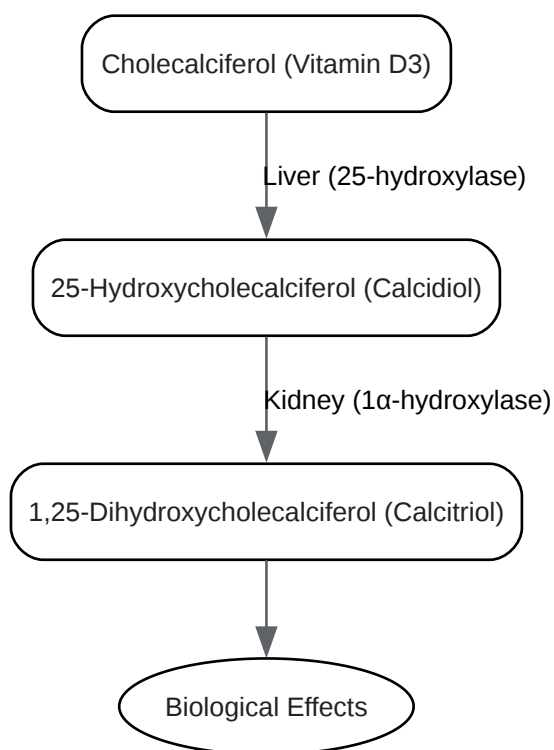 Cholecalciferol (Vitamin D3)
Liver (25-hydroxylase)
25-Hydroxycholecalciferol (Calcidiol)
Kidney (1α-hydroxylase)
1,25-Dihydroxycholecalciferol (Calcitriol)
Biological Effects